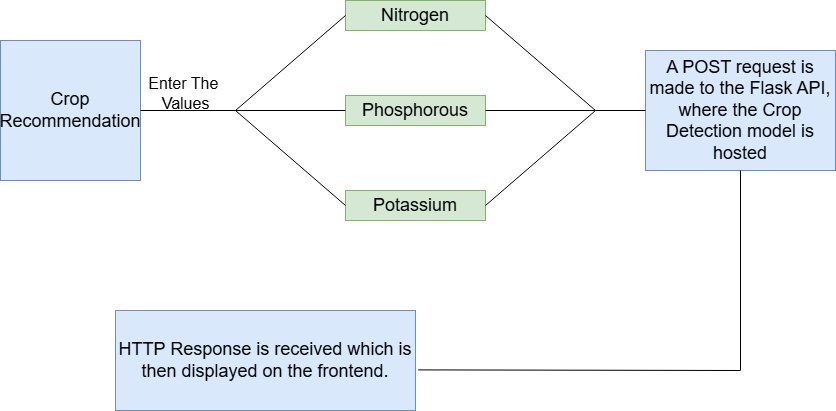 Crop
Recommendation
Enter The
Values
Nitrogen
Phosphorous
Potassium
A POST request is
made to the Flask API,
where the Crop
Detection model is
hosted
HTTP Response is received which is
then displayed on the frontend.